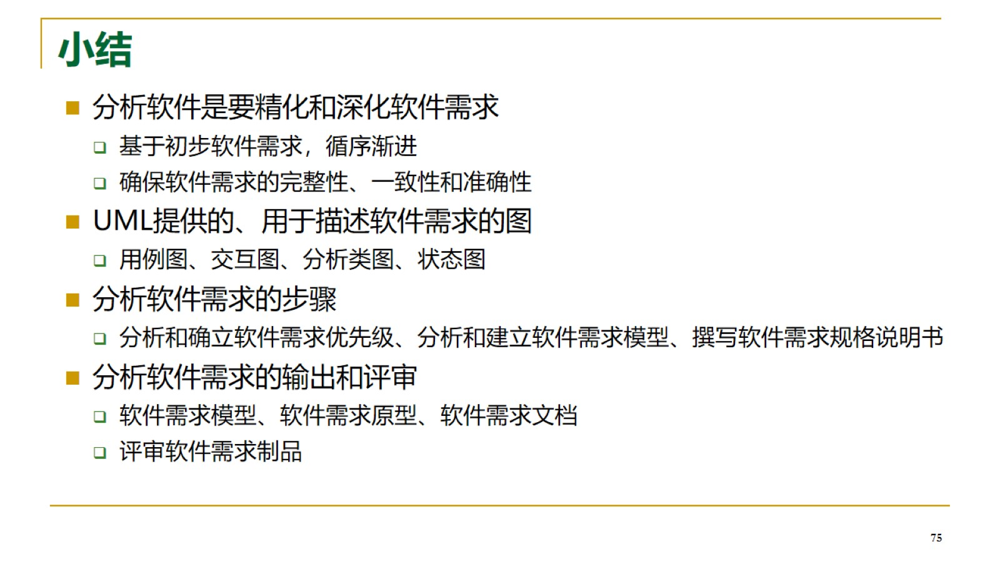 小结
分析软件是要精化和深化软件需求
基于初步软件需求，循序渐进
确保软件需求的完整性、一致性和准确性
UML提供的、用于描述软件需求的图
用例图、交互图、分析类图、状态图
分析软件需求的步骤
分析和确立软件需求优先级、分析和建立软件需求模型、撰写软件需求规格说明书
分析软件需求的输出和评审
软件需求模型、软件需求原型、软件需求文档
评审软件需求制品
75